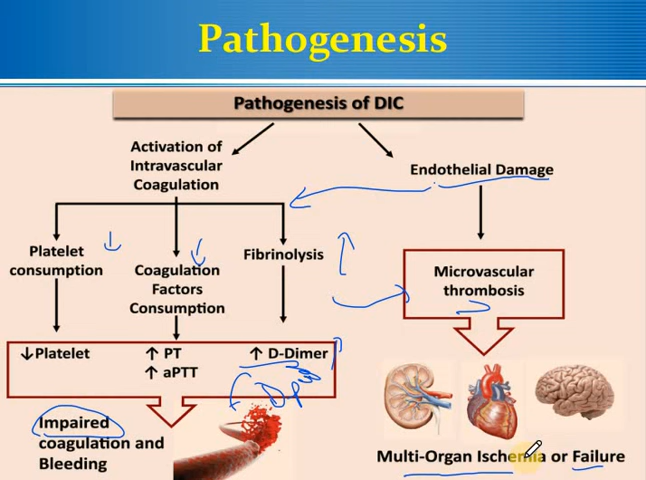 Pathogenesis
Pathogenesis of DIC
Activation of
Intravascular
Coagulation
Endothelial Damage
Platelet
consumption
Coagulation
Factors
Consumption
Fibrinolysis
Microvascular
thrombosis
↓Platelet
↑ PT
↑ aPTT
↑ D-Dimer
Impaired
coagulation and
Bleeding
Multi-Organ Ischemia or Failure